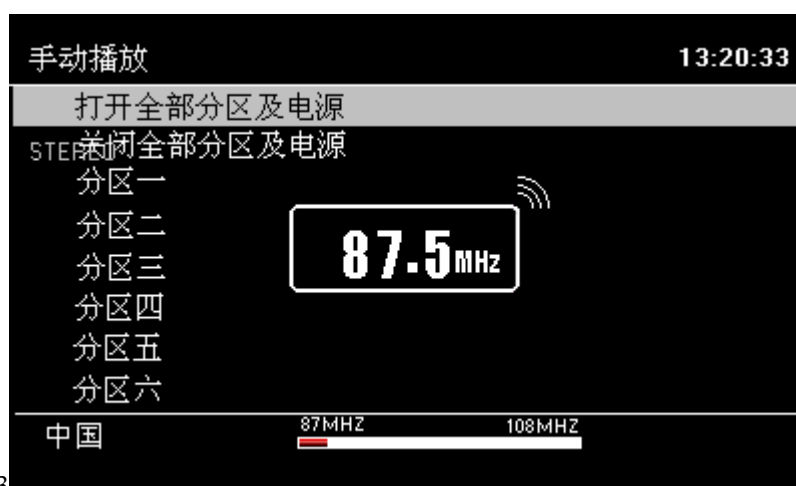 手动播放 13:20:33
打开全部分区及电源
STEREO
关闭全部分区及电源
分区一
分区二
分区三
87.5MHz
分区四
分区五
分区六
中国 87MHZ 108MHZ
3